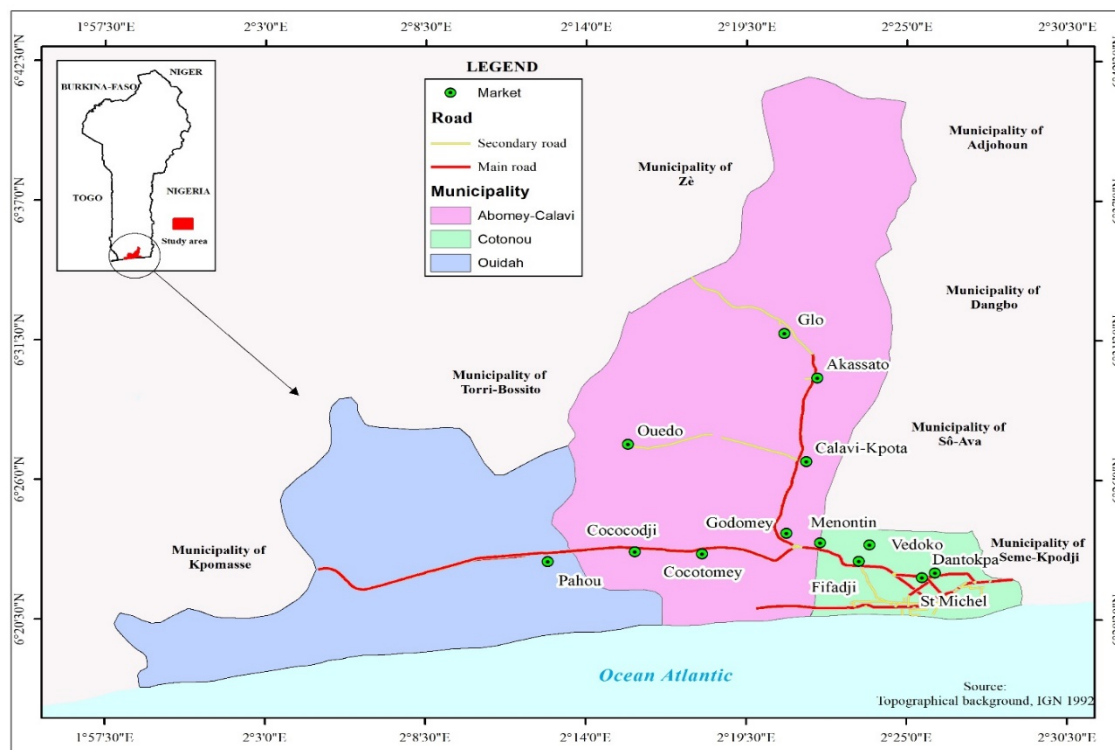 1°57'30"E 2°3'0"E 2°8'30"E 2°14'0"E 2°19'30"E 2°25'0"E 2°30'30"E
6°42'30"N
6°37'0"N
6°31'30"N
6°26'0"N
6°20'30"N
NIGER
BURKINA-FASO
TOGO
NIGERIA
Study area
LEGEND
Market
Road
Secondary road
Main road
Municipality
Abomey-Calavi
Cotonou
Ouidah
Municipality of
Adjohoun
Municipality of
Zè
Municipality of
Dangbo
Glo
Akassato
Municipality of
Torri-Bossito
Municipality of
Sô-Ava
Ouedo
Calavi-Kpota
Godomey
Menontin
Cococodji
Vedoko
Municipality of
Seme-Kpodji
Dantokpa
Municipality of
Kpomasse
Pahou
Cocotomey
Fifadji
St Michel
Ocean Atlantic
Source:
Topographical background, IGN 1992
1°57'30"E 2°3'0"E 2°8'30"E 2°14'0"E 2°19'30"E 2°25'0"E 2°30'30"E